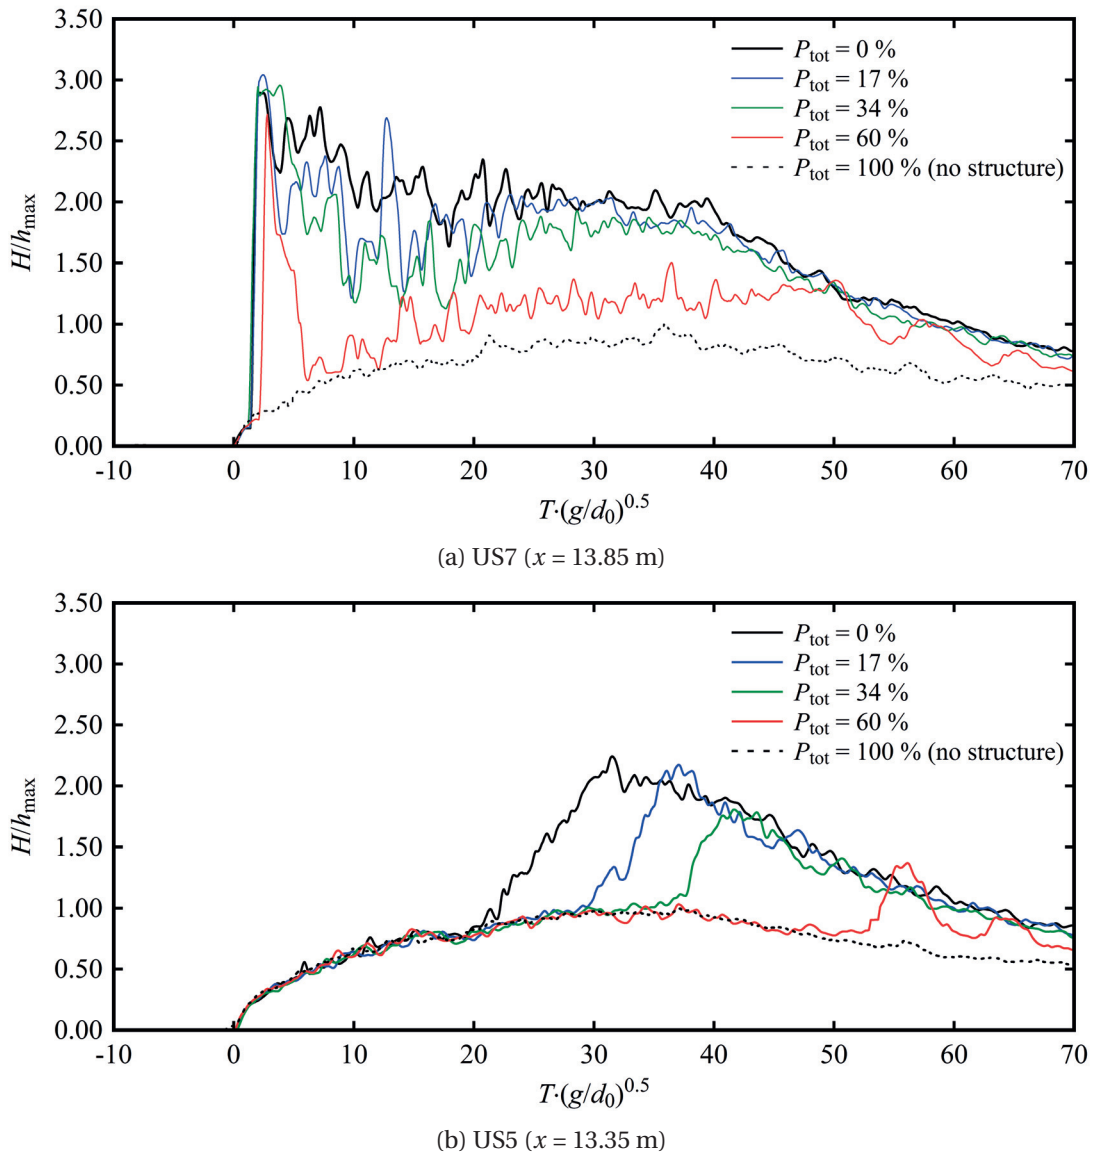 3.50
3.00
2.50
2.00
1.50
1.00
0.50
0.00
H/hmax
Ptot = 0 %
Ptot = 17 %
Ptot = 34 %
Ptot = 60 %
Ptot = 100 % (no structure)
-10 0 10 20 30 40 50 60 70
T·(g/d0)^0.5
(a) US7 (x = 13.85 m)
3.50
3.00
2.50
2.00
1.50
1.00
0.50
0.00
H/hmax
Ptot = 0 %
Ptot = 17 %
Ptot = 34 %
Ptot = 60 %
Ptot = 100 % (no structure)
-10 0 10 20 30 40 50 60 70
T·(g/d0)^0.5
(b) US5 (x = 13.35 m)